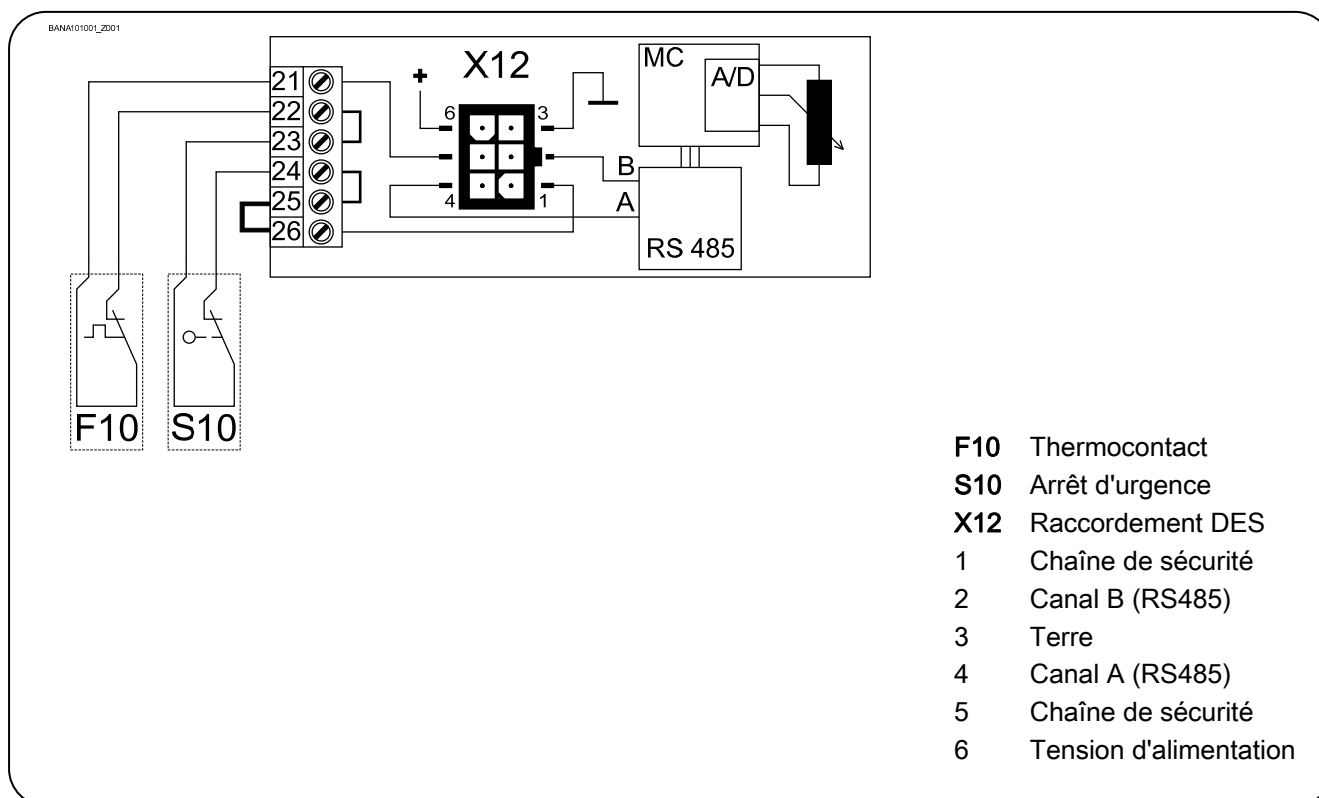 BANA101001_Z001
X12
MC
A/D
+
21
22
23
24
25
26
6
3
4
1
B
A
RS 485
F10
S10
F10 Thermocontact
S10 Arrêt d'urgence
X12 Raccordement DES
1 Chaîne de sécurité
2 Canal B (RS485)
3 Terre
4 Canal A (RS485)
5 Chaîne de sécurité
6 Tension d'alimentation